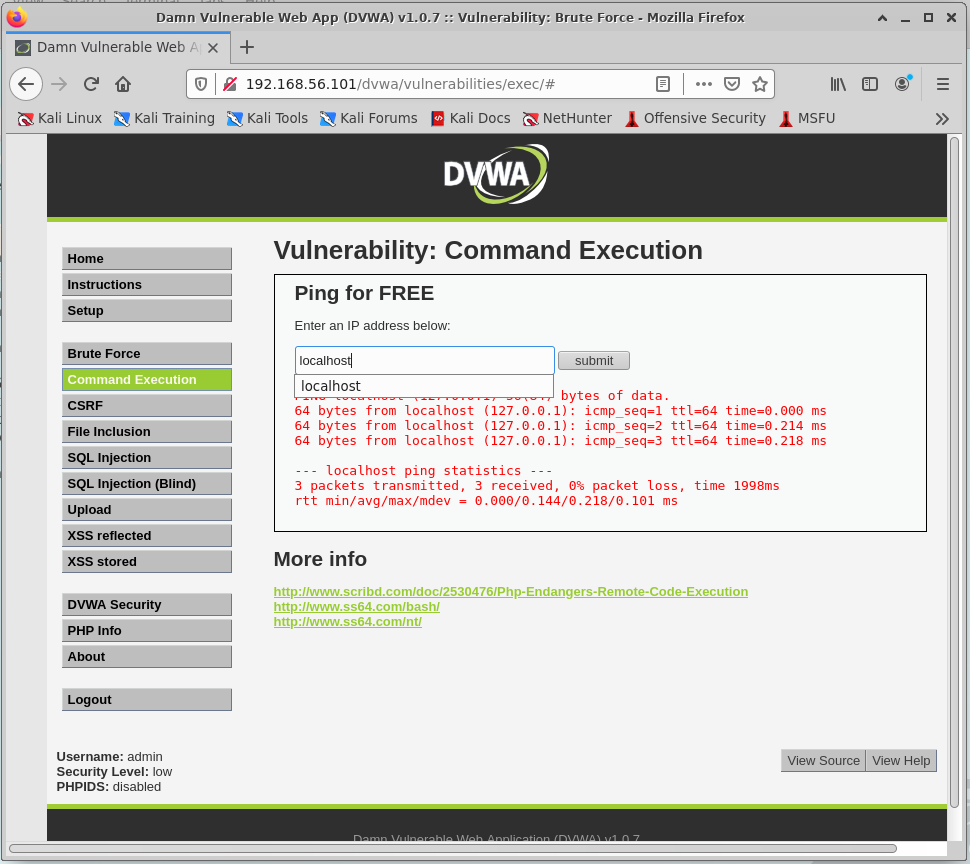 Damn Vulnerable Web App (DVWA) v1.0.7 :: Vulnerability: Brute Force - Mozilla Firefox
Damn Vulnerable Web A
192.168.56.101/dvwa/vulnerabilities/exec/#
Kali Linux Kali Training Kali Tools Kali Forums Kali Docs NetHunter Offensive Security MSFU
DVWA
Home
Instructions
Setup
Brute Force
Command Execution
CSRF
File Inclusion
SQL Injection
SQL Injection (Blind)
Upload
XSS reflected
XSS stored
DVWA Security
PHP Info
About
Logout
Vulnerability: Command Execution
Ping for FREE
Enter an IP address below:
localhost submit
localhost
bytes of data.
64 bytes from localhost (127.0.0.1): icmp_seq=1 ttl=64 time=0.000 ms
64 bytes from localhost (127.0.0.1): icmp_seq=2 ttl=64 time=0.214 ms
64 bytes from localhost (127.0.0.1): icmp_seq=3 ttl=64 time=0.218 ms
--- localhost ping statistics ---
3 packets transmitted, 3 received, 0% packet loss, time 1998ms
rtt min/avg/max/mdev = 0.000/0.144/0.218/0.101 ms
More info
http://www.scribd.com/doc/2530476/Php-Endangers-Remote-Code-Execution
http://www.ss64.com/bash/
http://www.ss64.com/nt/
Username: admin
Security Level: low
PHPIDS: disabled
View Source View Help
Damn Vulnerable Web Application (DVWA) v1.0.7